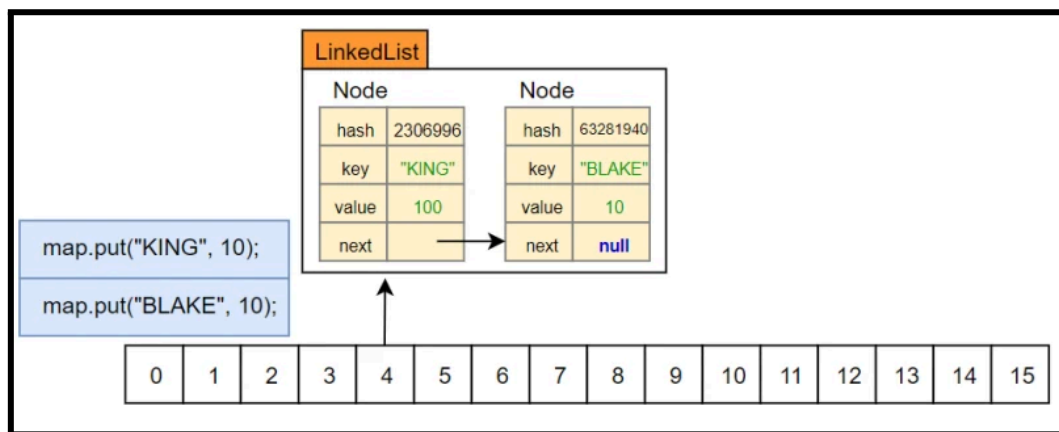 LinkedList
Node Node
hash 2306996 hash 63281940
key "KING" key "BLAKE"
value 100 value 10
next next null
map.put("KING", 10);
map.put("BLAKE", 10);
0 1 2 3 4 5 6 7 8 9 10 11 12 13 14 15